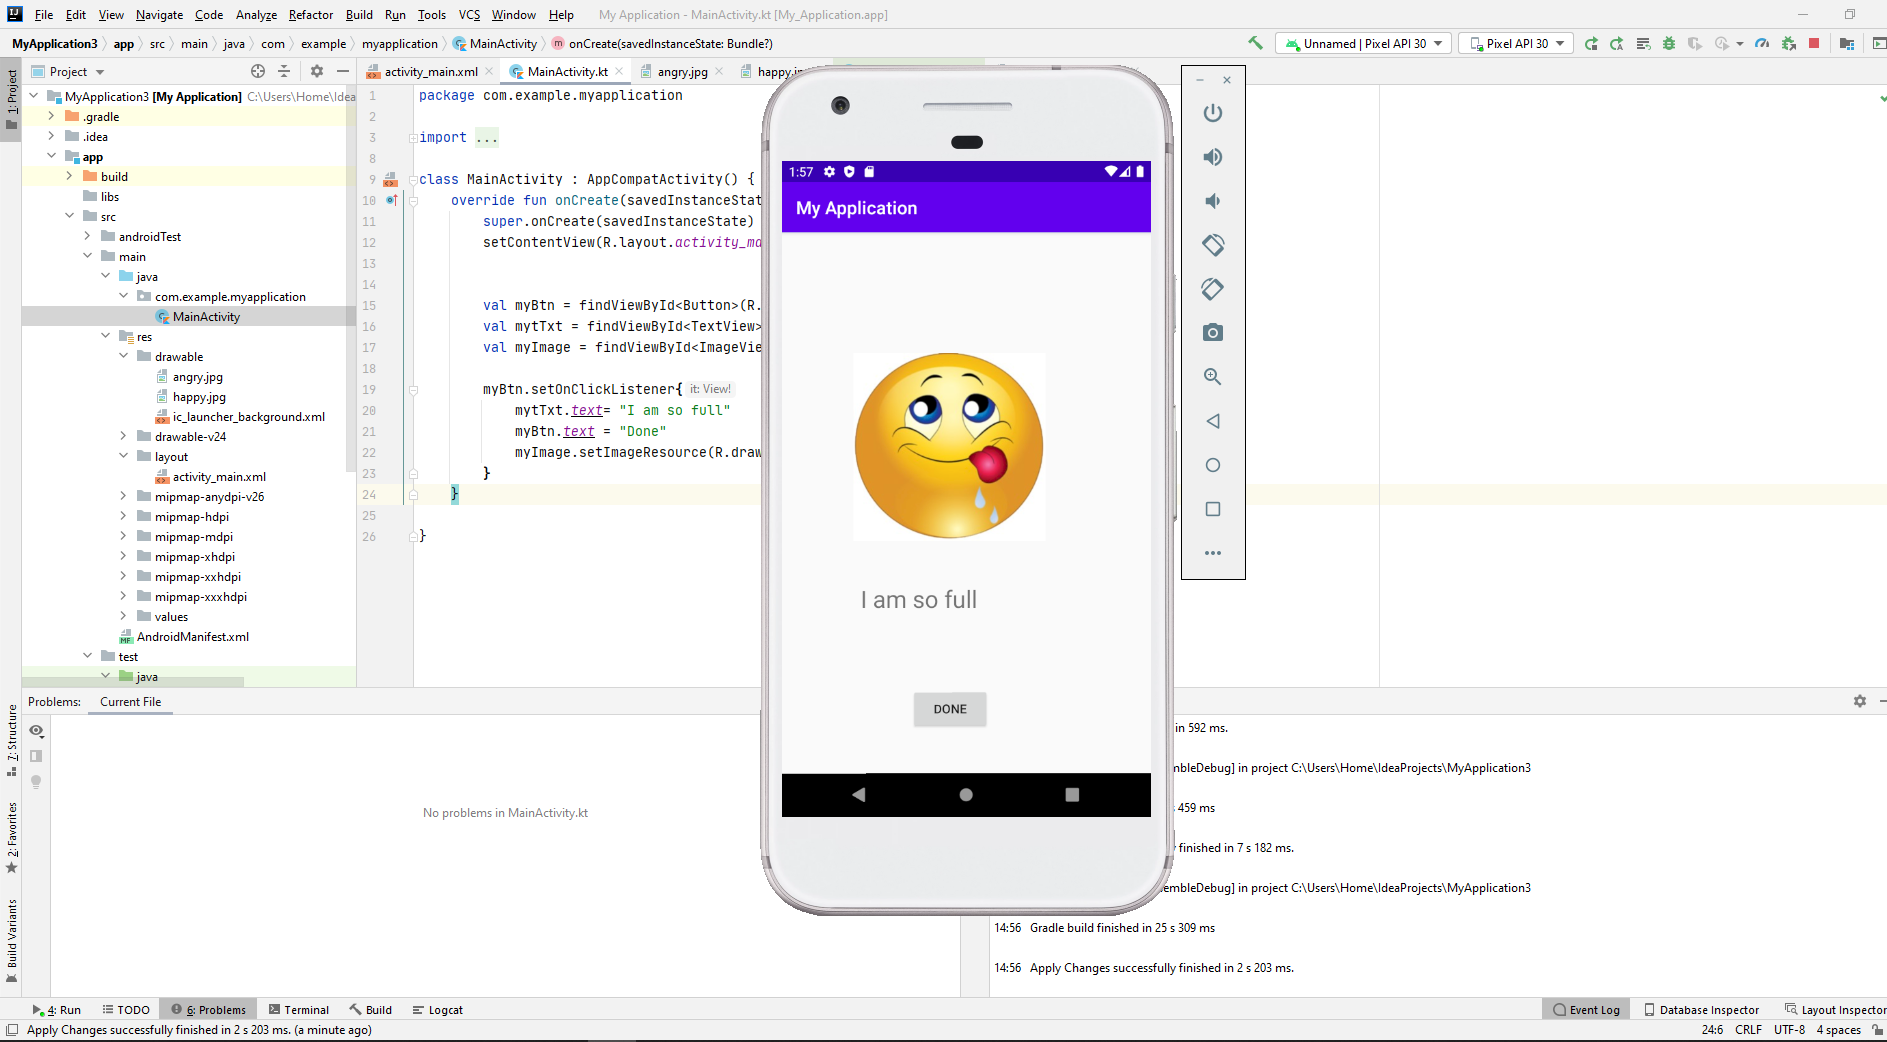 File Edit View Navigate Code Analyze Refactor Build Run Tools VCS Window Help My Application - MainActivity.kt [My_Application.app]
MyApplication3 app src main java com example myapplication MainActivity onCreate(savedInstanceState: Bundle?) Unnamed | Pixel API 30 Pixel API 30
1: Project
Project
activity_main.xml MainActivity.kt angry.jpg
MyApplication3 [My Application] C:\Users\Home\Idea
.gradle
.idea
app
build
libs
src
androidTest
main
java
com.example.myapplication
MainActivity
res
drawable
angry.jpg
happy.jpg
ic_launcher_background.xml
drawable-v24
layout
activity_main.xml
mipmap-anydpi-v26
mipmap-hdpi
mipmap-mdpi
mipmap-xhdpi
mipmap-xxhdpi
mipmap-xxxhdpi
values
AndroidManifest.xml
test
java
1 package com.example.myapplication
2
3 import ...
8
9 class MainActivity : AppCompatActivity() {
10 override fun onCreate(savedInstanceStat
11 super.onCreate(savedInstanceState)
12 setContentView(R.layout.activity_ma
13
14
15 val myBtn = findViewById<Button>(R.
16 val mytTxt = findViewById<TextView>
17 val myImage = findViewById<ImageVie
18
19 myBtn.setOnClickListener{ it: View!
20 mytTxt.text= "I am so full"
21 myBtn.text = "Done"
22 myImage.setImageResource(R.draw
23 }
24 }
25
26 }
1:57
My Application
I am so full
DONE
7: Structure
2: Favorites
Build Variants
Problems: Current File
No problems in MainActivity.kt
in 592 ms.
mbleDebug] in project C:\Users\Home\IdeaProjects\MyApplication3
459 ms
finished in 7 s 182 ms.
mbleDebug] in project C:\Users\Home\IdeaProjects\MyApplication3
14:56 Gradle build finished in 25 s 309 ms
14:56 Apply Changes successfully finished in 2 s 203 ms.
4: Run TODO 6: Problems Terminal Build Logcat Event Log Database Inspector Layout Inspector
Apply Changes successfully finished in 2 s 203 ms. (a minute ago) 24:6 CRLF UTF-8 4 spaces